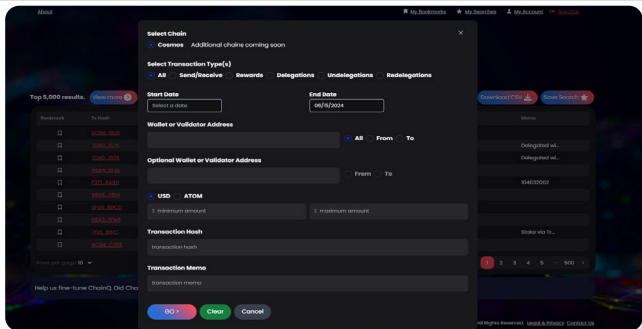 About
My Bookmarks My Searches My Account Sign Out
Select Chain
Cosmos Additional chains coming soon
Select Transaction Type(s)
All Send/Receive Rewards Delegations Undelegations Redelegations
Start Date End Date
Select a date 06/15/2024
Top 5,000 results. View more Download CSV Save Search
Wallet or Validator Address
Bookmark Tx Hash Memo
All From To
Delegated wi...
Optional Wallet or Validator Address
Delegated wi...
From To
104632062
USD ATOM
$ minimum amount $ maximum amount
Transaction Hash
Stake via Tr...
transaction hash
Rows per page: 10 1 2 3 4 5 ... 500
Transaction Memo
transaction memo
Help us fine-tune ChainQ. Did Cha
GO > Clear Cancel
All Rights Reserved Legal & Privacy Contact Us